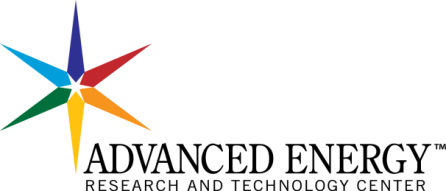 ADVANCED ENERGY™
RESEARCH AND TECHNOLOGY CENTER